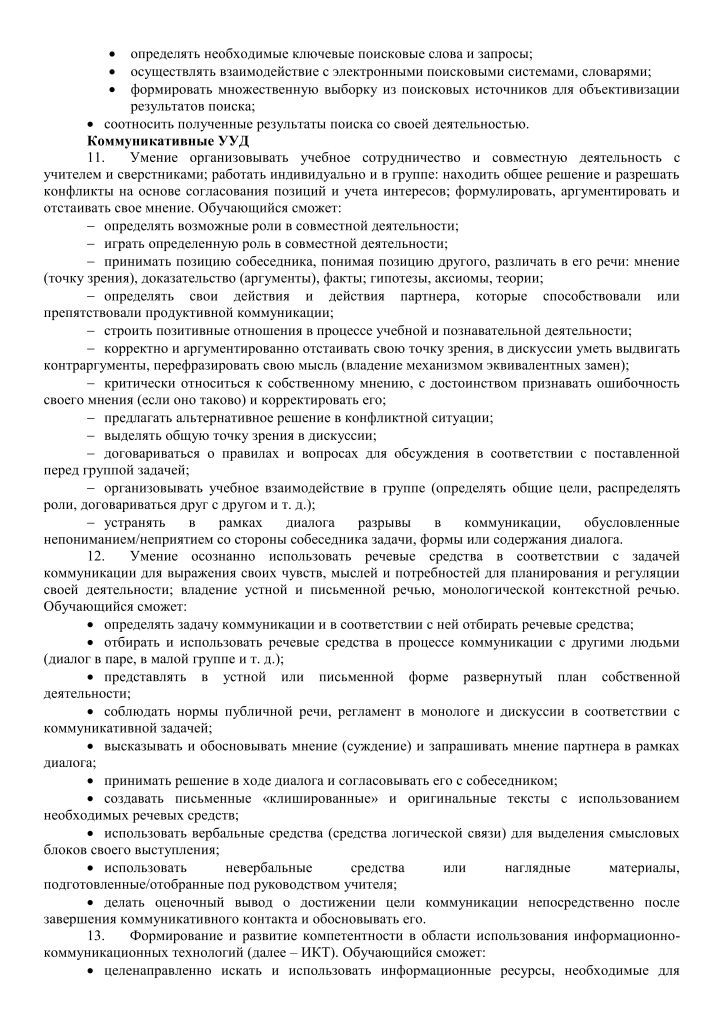 • определять необходимые ключевые поисковые слова и запросы;
• осуществлять взаимодействие с электронными поисковыми системами, словарями;
• формировать множественную выборку из поисковых источников для объективизации
результатов поиска;
• соотносить полученные результаты поиска со своей деятельностью.
Коммуникативные УУД
11. Умение организовывать учебное сотрудничество и совместную деятельность с
учителем и сверстниками; работать индивидуально и в группе: находить общее решение и разрешать
конфликты на основе согласования позиций и учета интересов; формулировать, аргументировать и
отстаивать свое мнение. Обучающийся сможет:
– определять возможные роли в совместной деятельности;
– играть определенную роль в совместной деятельности;
– принимать позицию собеседника, понимая позицию другого, различать в его речи: мнение
(точку зрения), доказательство (аргументы), факты; гипотезы, аксиомы, теории;
– определять свои действия и действия партнера, которые способствовали или
препятствовали продуктивной коммуникации;
– строить позитивные отношения в процессе учебной и познавательной деятельности;
– корректно и аргументированно отстаивать свою точку зрения, в дискуссии уметь выдвигать
контраргументы, перефразировать свою мысль (владение механизмом эквивалентных замен);
– критически относиться к собственному мнению, с достоинством признавать ошибочность
своего мнения (если оно таково) и корректировать его;
– предлагать альтернативное решение в конфликтной ситуации;
– выделять общую точку зрения в дискуссии;
– договариваться о правилах и вопросах для обсуждения в соответствии с поставленной
перед группой задачей;
– организовывать учебное взаимодействие в группе (определять общие цели, распределять
роли, договариваться друг с другом и т. д.);
– устранять в рамках диалога разрывы в коммуникации, обусловленные
непониманием/неприятием со стороны собеседника задачи, формы или содержания диалога.
12. Умение осознанно использовать речевые средства в соответствии с задачей
коммуникации для выражения своих чувств, мыслей и потребностей для планирования и регуляции
своей деятельности; владение устной и письменной речью, монологической контекстной речью.
Обучающийся сможет:
• определять задачу коммуникации и в соответствии с ней отбирать речевые средства;
• отбирать и использовать речевые средства в процессе коммуникации с другими людьми
(диалог в паре, в малой группе и т. д.);
• представлять в устной или письменной форме развернутый план собственной
деятельности;
• соблюдать нормы публичной речи, регламент в монологе и дискуссии в соответствии с
коммуникативной задачей;
• высказывать и обосновывать мнение (суждение) и запрашивать мнение партнера в рамках
диалога;
• принимать решение в ходе диалога и согласовывать его с собеседником;
• создавать письменные «клишированные» и оригинальные тексты с использованием
необходимых речевых средств;
• использовать вербальные средства (средства логической связи) для выделения смысловых
блоков своего выступления;
• использовать невербальные средства или наглядные материалы,
подготовленные/отобранные под руководством учителя;
• делать оценочный вывод о достижении цели коммуникации непосредственно после
завершения коммуникативного контакта и обосновывать его.
13. Формирование и развитие компетентности в области использования информационно-
коммуникационных технологий (далее – ИКТ). Обучающийся сможет:
• целенаправленно искать и использовать информационные ресурсы, необходимые для